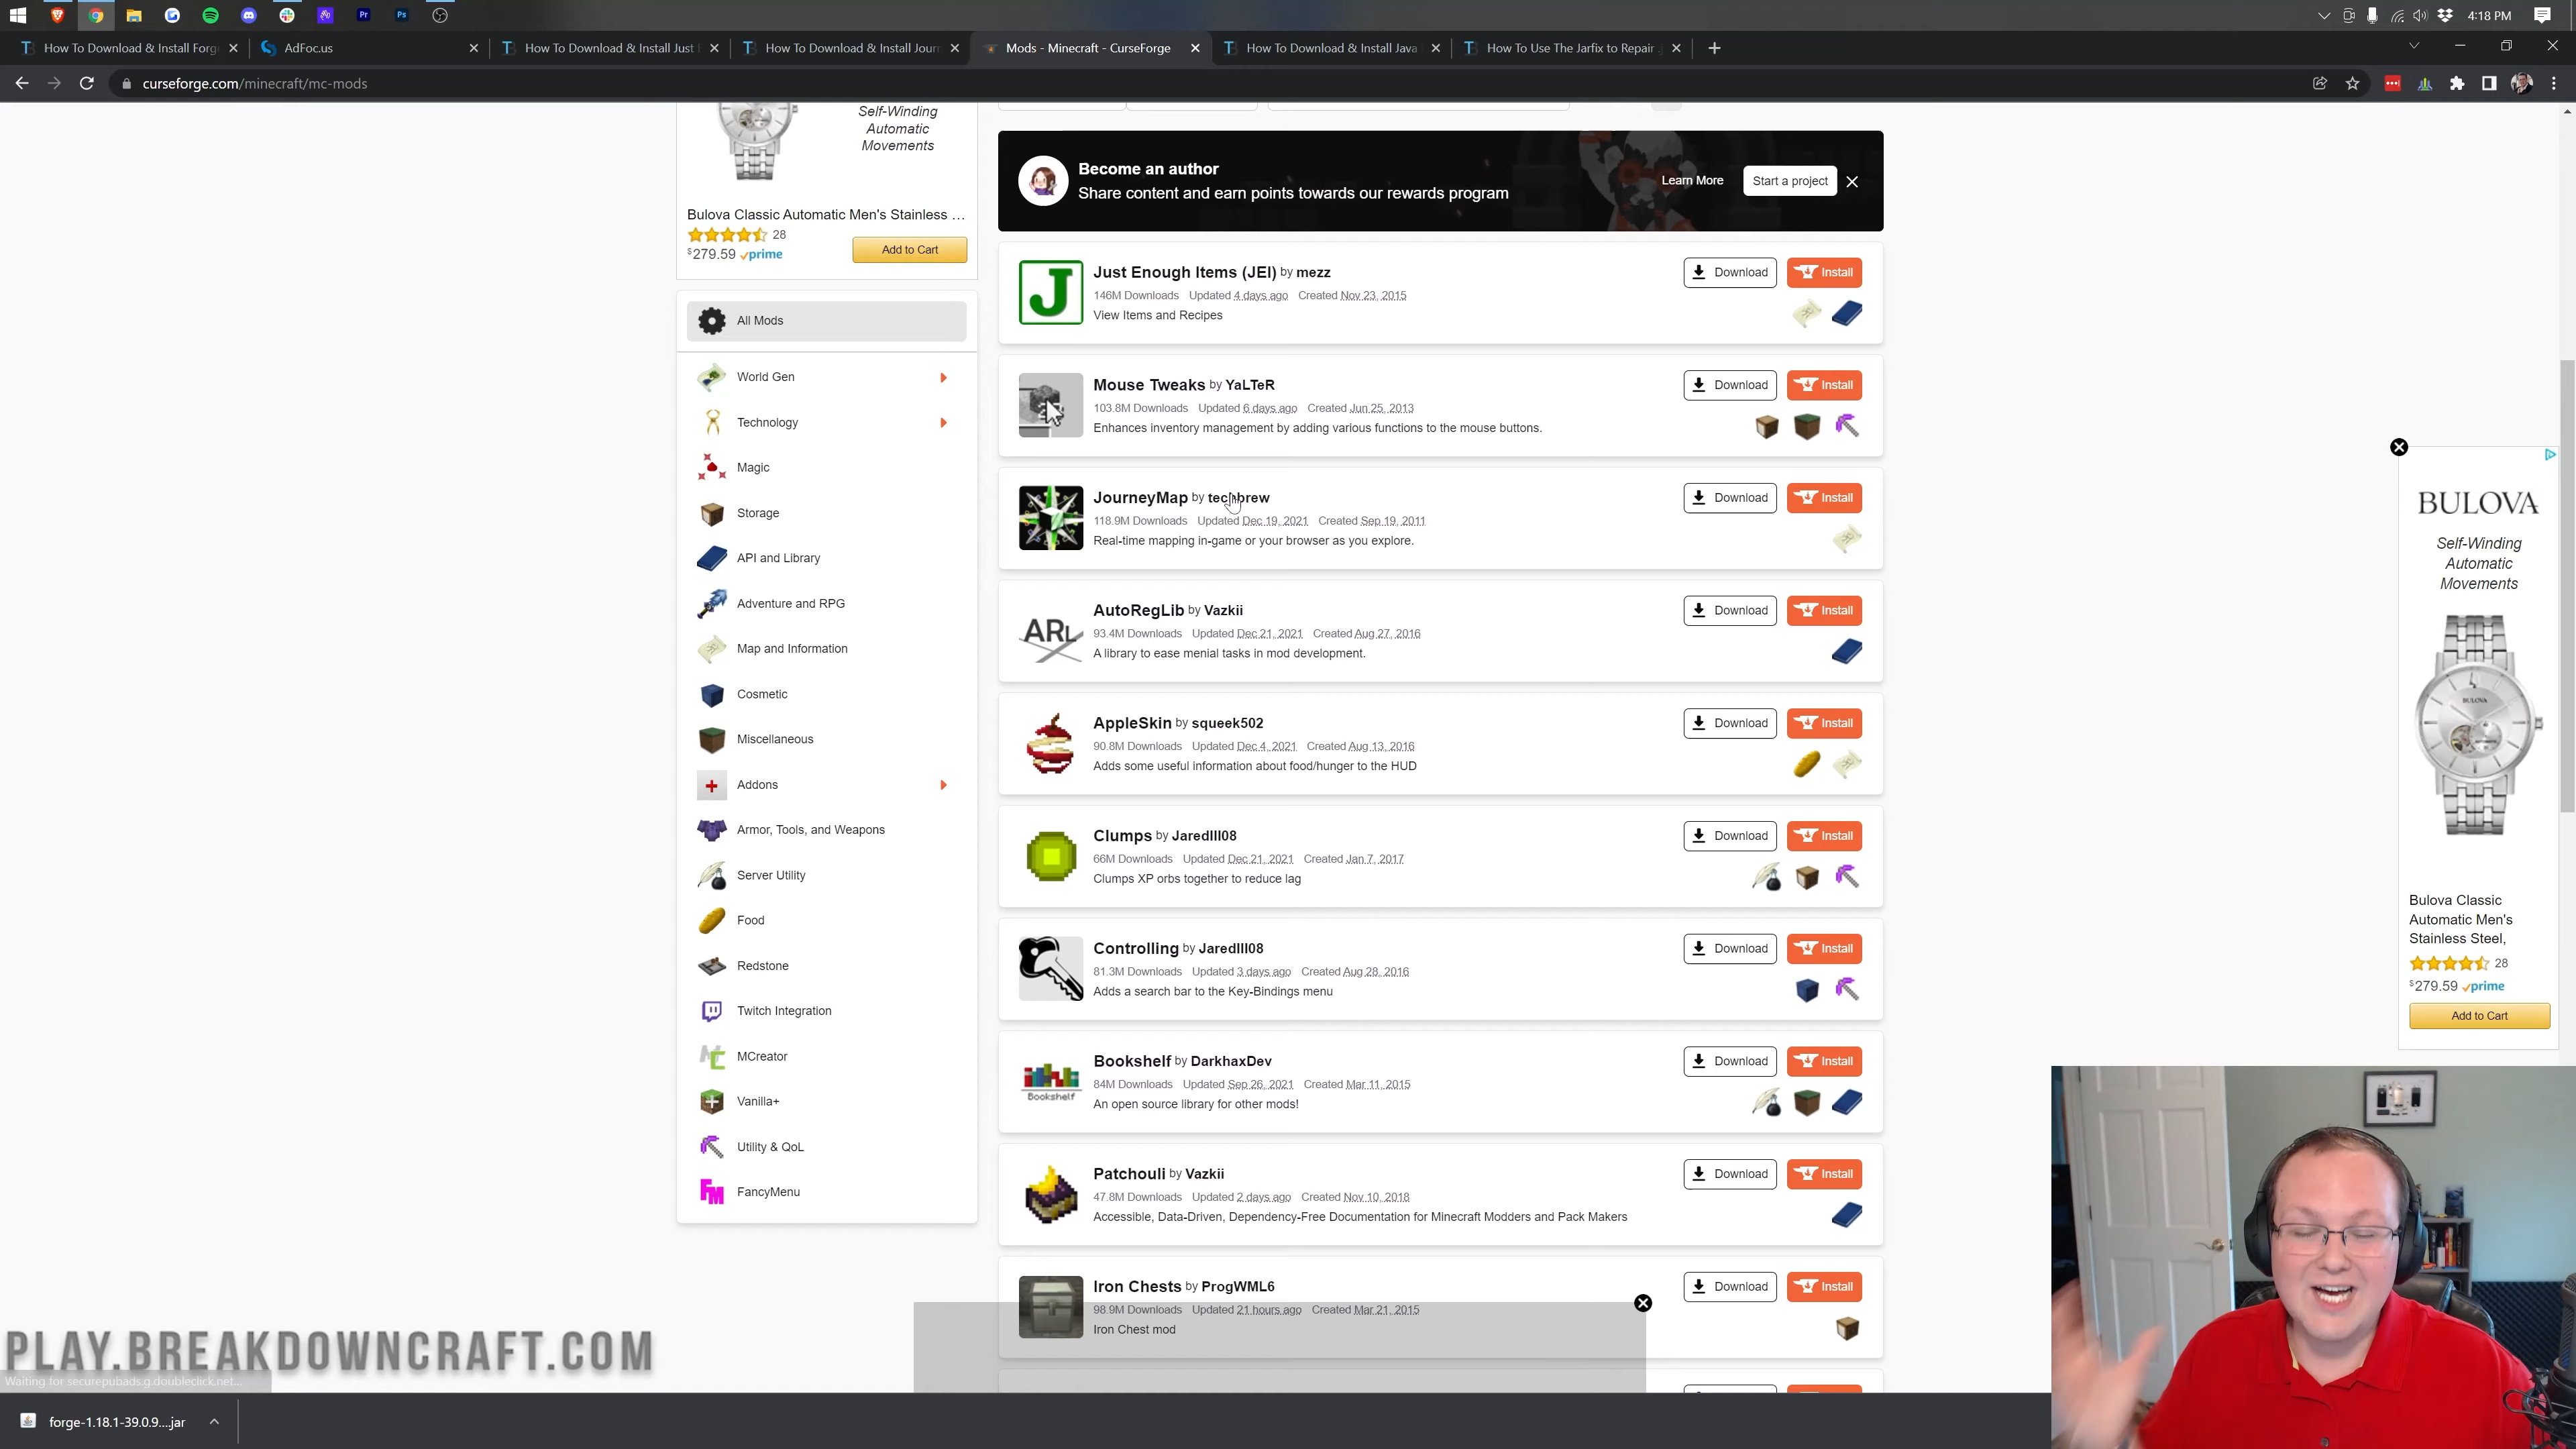 4:18 PM
How To Download & Install Forg
AdFoc.us
How To Download & Install Just
How To Download & Install Jour
Mods - Minecraft - CurseForge
How To Download & Install Java
How To Use The Jarfix to Repair
curseforge.com/minecraft/mc-mods
Self-Winding
Automatic
Movements
Bulova Classic Automatic Men's Stainless ...
28
$279.59 prime
Add to Cart
All Mods
World Gen
Technology
Magic
Storage
API and Library
Adventure and RPG
Map and Information
Cosmetic
Miscellaneous
Addons
Armor, Tools, and Weapons
Server Utility
Food
Redstone
Twitch Integration
MCreator
Vanilla+
Utility & QoL
FancyMenu
Become an author
Share content and earn points towards our rewards program
Learn More
Start a project
Just Enough Items (JEI) by mezz
146M Downloads Updated 4 days ago Created Nov 23, 2015
View Items and Recipes
Download Install
Mouse Tweaks by YaLTeR
103.8M Downloads Updated 6 days ago Created Jun 25, 2013
Enhances inventory management by adding various functions to the mouse buttons.
Download Install
JourneyMap by techbrew
118.9M Downloads Updated Dec 19, 2021 Created Sep 19, 2011
Real-time mapping in-game or your browser as you explore.
Download Install
ARL
AutoRegLib by Vazkii
93.4M Downloads Updated Dec 21, 2021 Created Aug 27, 2016
A library to ease menial tasks in mod development.
Download Install
AppleSkin by squeek502
90.8M Downloads Updated Dec 4, 2021 Created Aug 13, 2016
Adds some useful information about food/hunger to the HUD
Download Install
Clumps by Jaredlll08
66M Downloads Updated Dec 21, 2021 Created Jan 7, 2017
Clumps XP orbs together to reduce lag
Download Install
Controlling by Jaredlll08
81.3M Downloads Updated 3 days ago Created Aug 28, 2016
Adds a search bar to the Key-Bindings menu
Download Install
Bookshelf
Bookshelf by DarkhaxDev
84M Downloads Updated Sep 26, 2021 Created Mar 11, 2015
An open source library for other mods!
Download Install
Patchouli by Vazkii
47.8M Downloads Updated 2 days ago Created Nov 10, 2018
Accessible, Data-Driven, Dependency-Free Documentation for Minecraft Modders and Pack Makers
Download Install
Iron Chests by ProgWML6
98.9M Downloads Updated 21 hours ago Created Mar 21, 2015
Iron Chest mod
Download Install
BULOVA
Self-Winding
Automatic
Movements
Bulova Classic
Automatic Men's
Stainless Steel,
28
$279.59 prime
Add to Cart
PLAY.BREAKDOWNCRAFT.COM
Waiting for securepubads.g.doubleclick.net...
forge-1.18.1-39.0.9....jar